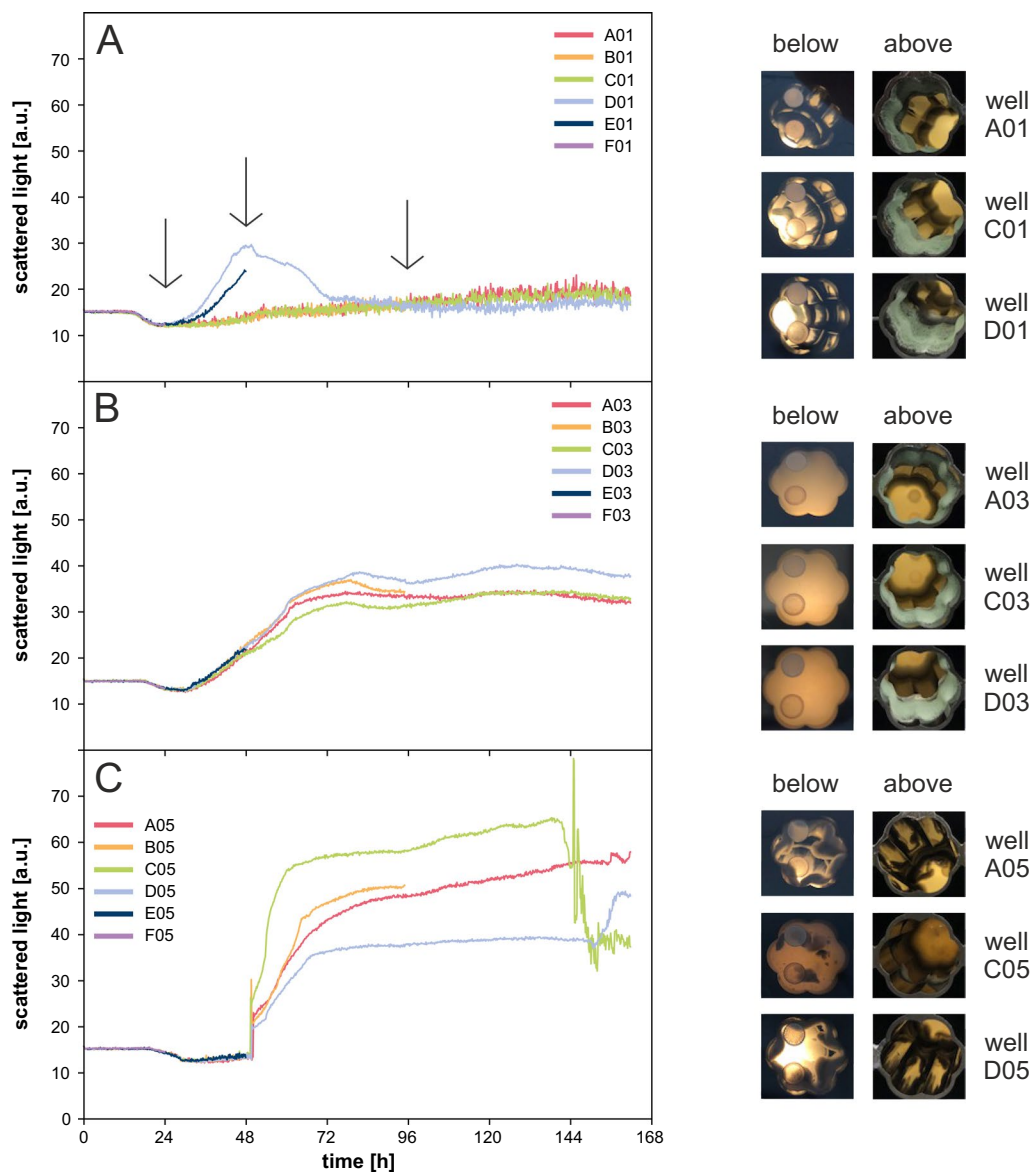 A
scattered light [a.u.]
70
60
50
40
30
20
10
A01
B01
C01
D01
E01
F01
below above
well
A01
well
C01
well
D01
B
scattered light [a.u.]
70
60
50
40
30
20
10
A03
B03
C03
D03
E03
F03
below above
well
A03
well
C03
well
D03
C
scattered light [a.u.]
70
60
50
40
30
20
10
0
A05
B05
C05
D05
E05
F05
0 24 48 72 96 120 144 168
time [h]
below above
well
A05
well
C05
well
D05